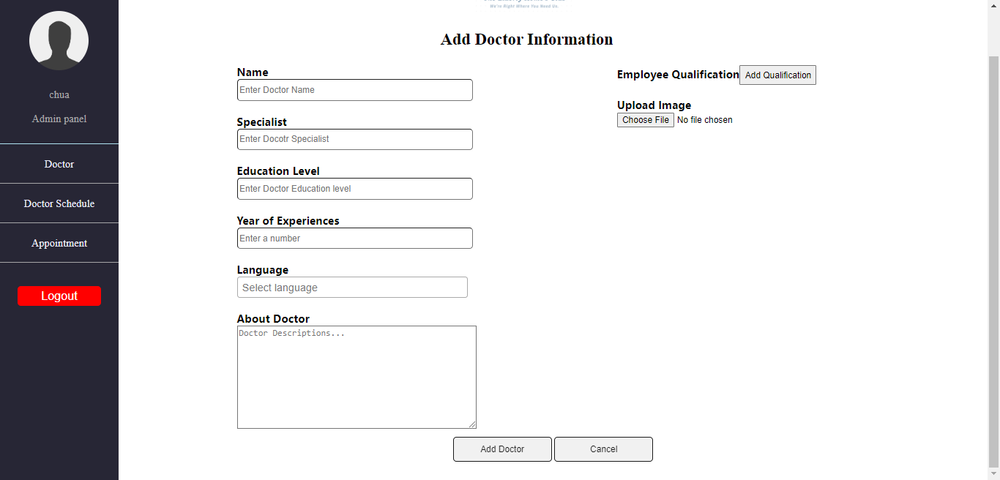 chua
Admin panel
Doctor
Doctor Schedule
Appointment
Logout
We're Right Where You Need Us.
Add Doctor Information
Name
Enter Doctor Name
Specialist
Enter Docotr Specialist
Education Level
Enter Doctor Education level
Year of Experiences
Enter a number
Language
Select language
About Doctor
Doctor Descriptions...
Employee Qualification Add Qualification
Upload Image
Choose File No file chosen
Add Doctor Cancel